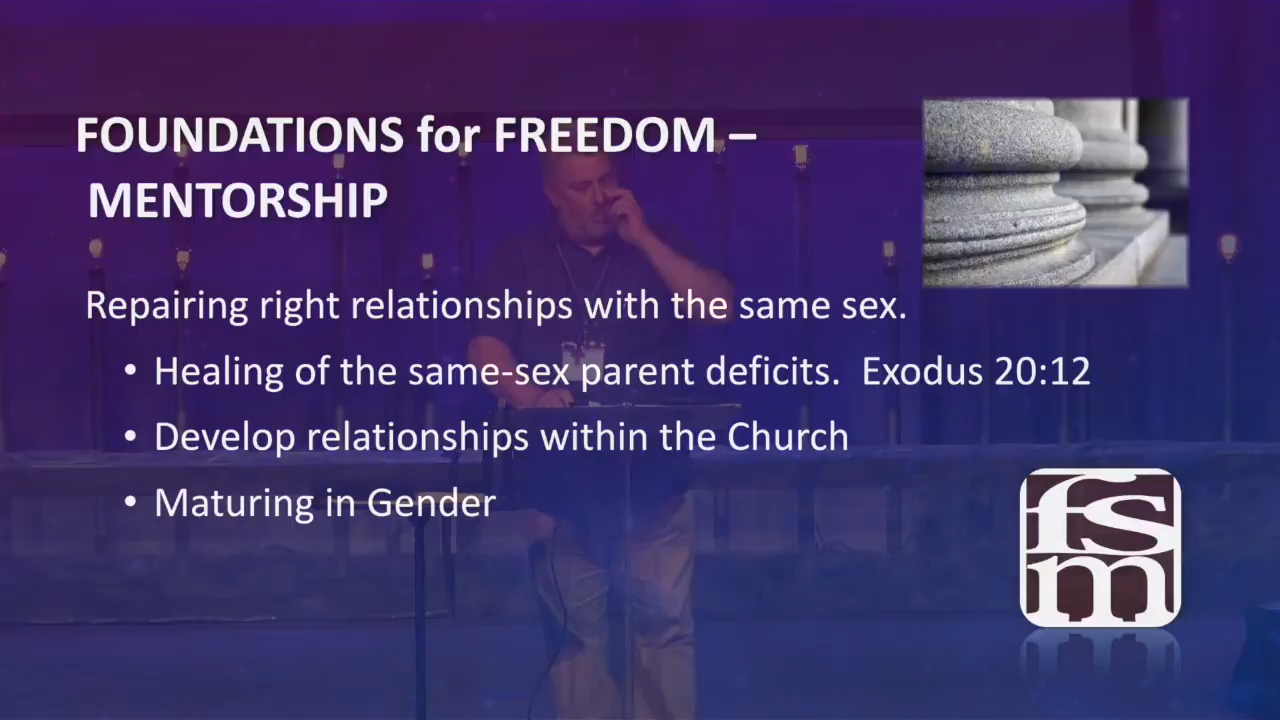 FOUNDATIONS for FREEDOM –
MENTORSHIP
Repairing right relationships with the same sex.
• Healing of the same-sex parent deficits.  Exodus 20:12
• Develop relationships within the Church
• Maturing in Gender
fs
m